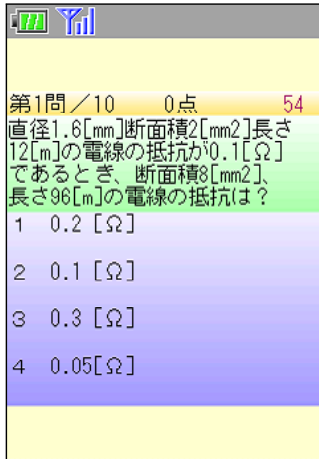 第1問／10 0点 54
直径1.6[mm]断面積2[mm2]長さ
12[m]の電線の抵抗が0.1[Ω]
であるとき、断面積8[mm2]、
長さ96[m]の電線の抵抗は？
1 0.2 [Ω]
2 0.1 [Ω]
3 0.3 [Ω]
4 0.05[Ω]